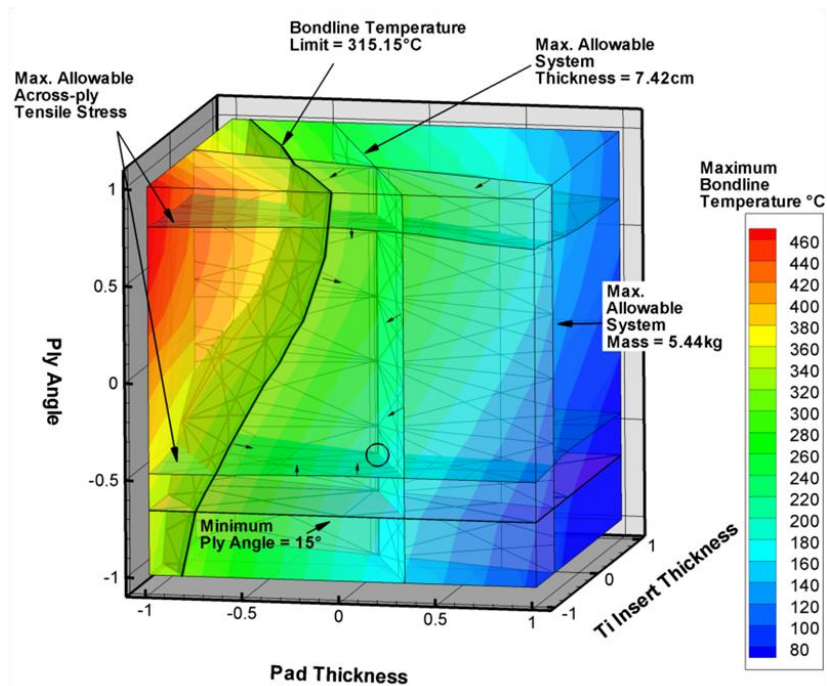 Bondline Temperature
Limit = 315.15°C
Max. Allowable
System
Thickness = 7.42cm
Max. Allowable
Across-ply
Tensile Stress
Maximum
Bondline
Temperature °C
460
440
420
400
380
360
340
320
300
280
260
240
220
200
180
160
140
120
100
80
Max.
Allowable
System
Mass = 5.44kg
Minimum
Ply Angle = 15°
Ply Angle
1
0.5
0
-0.5
-1
-1
-0.5
0
0.5
1
Pad Thickness
-1
0
1
Ti Insert Thickness